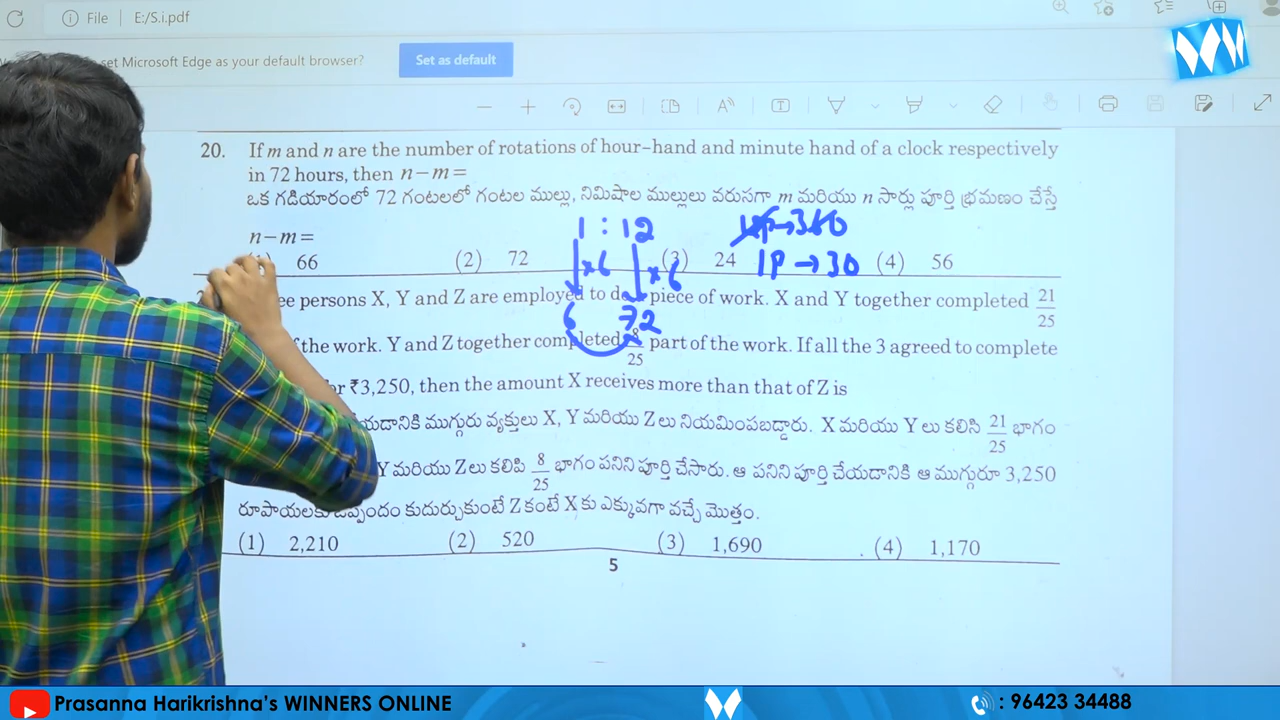 File E:/S.i.pdf
set Microsoft Edge as your default browser? Set as default
20. If m and n are the number of rotations of hour-hand and minute hand of a clock respectively
in 72 hours, then n-m=
ఒక గడియారంలో 72 గంటలలో గంటల ముల్లు, నిమిషాల ముల్లులు వరుసగా m మరియు n సార్లు పూర్తి భ్రమణం చేస్తే
1 : 12 1P→360
n-m=
×6 ×6 1P → 30
(1) 66 (2) 72 (3) 24 (4) 56
persons X, Y and Z are employed to do piece of work. X and Y together completed 21/25
6 72
the work. Y and Z together completed 8/25 part of the work. If all the 3 agreed to complete
₹3,250, then the amount X receives more than that of Z is
ముగ్గురు వ్యక్తులు X, Y మరియు Z లు నియమింపబడ్డారు. X మరియు Y లు కలిసి 21/25 భాగం
Y మరియు Z లు కలిపి 8/25 భాగం పనిని పూర్తి చేసారు. ఆ పనిని పూర్తి చేయడానికి ఆ ముగ్గురూ 3,250
రూపాయలకు ఒప్పందం కుదుర్చుకుంటే Z కంటే X కు ఎక్కువగా వచ్చే మొత్తం.
(1) 2,210 (2) 520 (3) 1,690 (4) 1,170
5
Prasanna Harikrishna's WINNERS ONLINE : 96423 34488